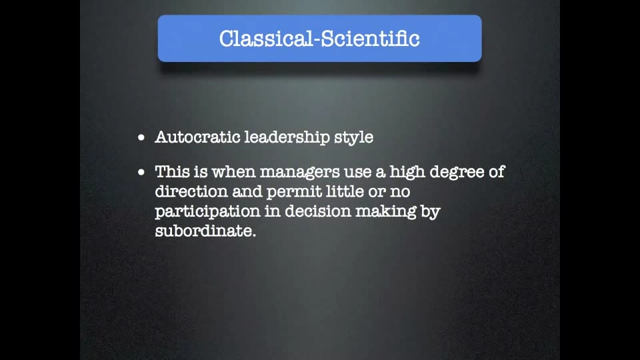 Classical-Scientific
• Autocratic leadership style
• This is when managers use a high degree of
direction and permit little or no
participation in decision making by
subordinate.